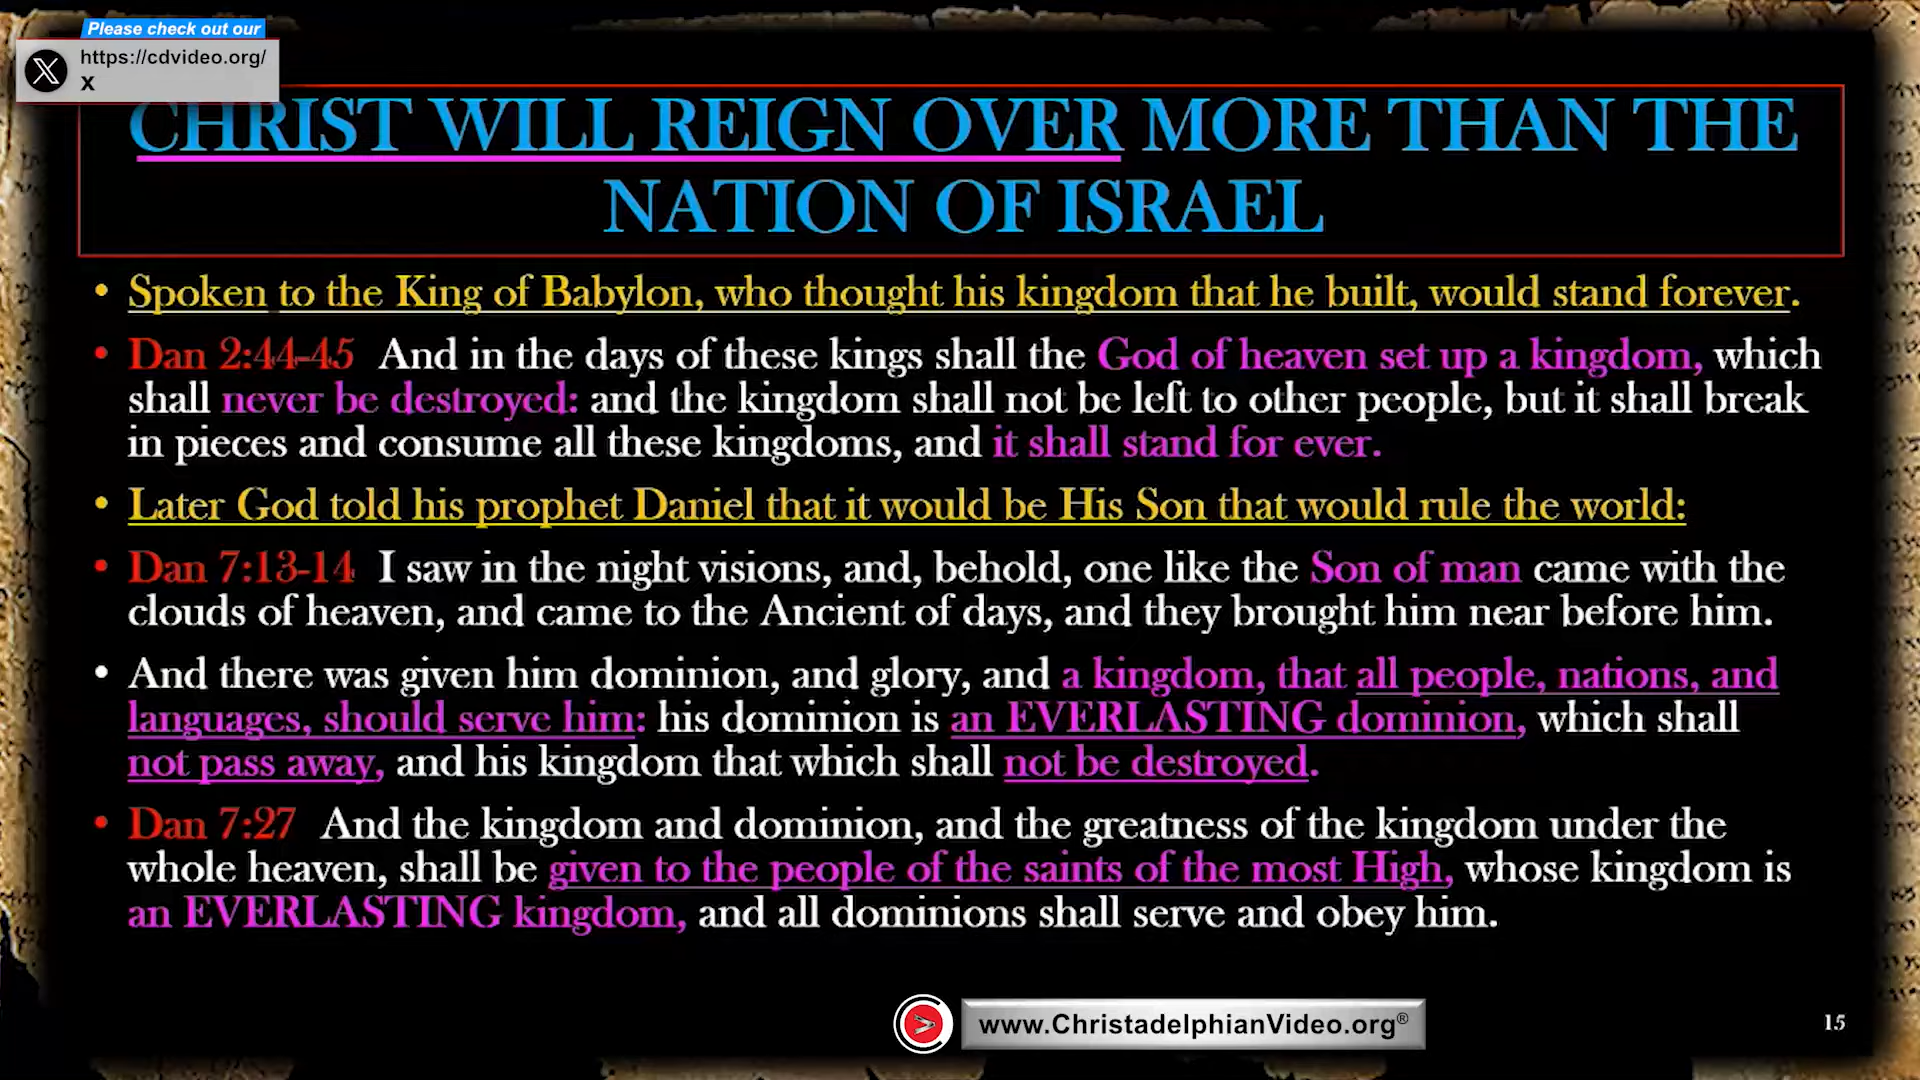 Please check out our
https://cdvideo.org/
x
CHRIST WILL REIGN OVER MORE THAN THE
NATION OF ISRAEL
• Spoken to the King of Babylon, who thought his kingdom that he built, would stand forever.
• Dan 2:44-45 And in the days of these kings shall the God of heaven set up a kingdom, which
shall never be destroyed: and the kingdom shall not be left to other people, but it shall break
in pieces and consume all these kingdoms, and it shall stand for ever.
• Later God told his prophet Daniel that it would be His Son that would rule the world:
• Dan 7:13-14 I saw in the night visions, and, behold, one like the Son of man came with the
clouds of heaven, and came to the Ancient of days, and they brought him near before him.
• And there was given him dominion, and glory, and a kingdom, that all people, nations, and
languages, should serve him: his dominion is an EVERLASTING dominion, which shall
not pass away, and his kingdom that which shall not be destroyed.
• Dan 7:27 And the kingdom and dominion, and the greatness of the kingdom under the
whole heaven, shall be given to the people of the saints of the most High, whose kingdom is
an EVERLASTING kingdom, and all dominions shall serve and obey him.
www.ChristadelphianVideo.org®
15